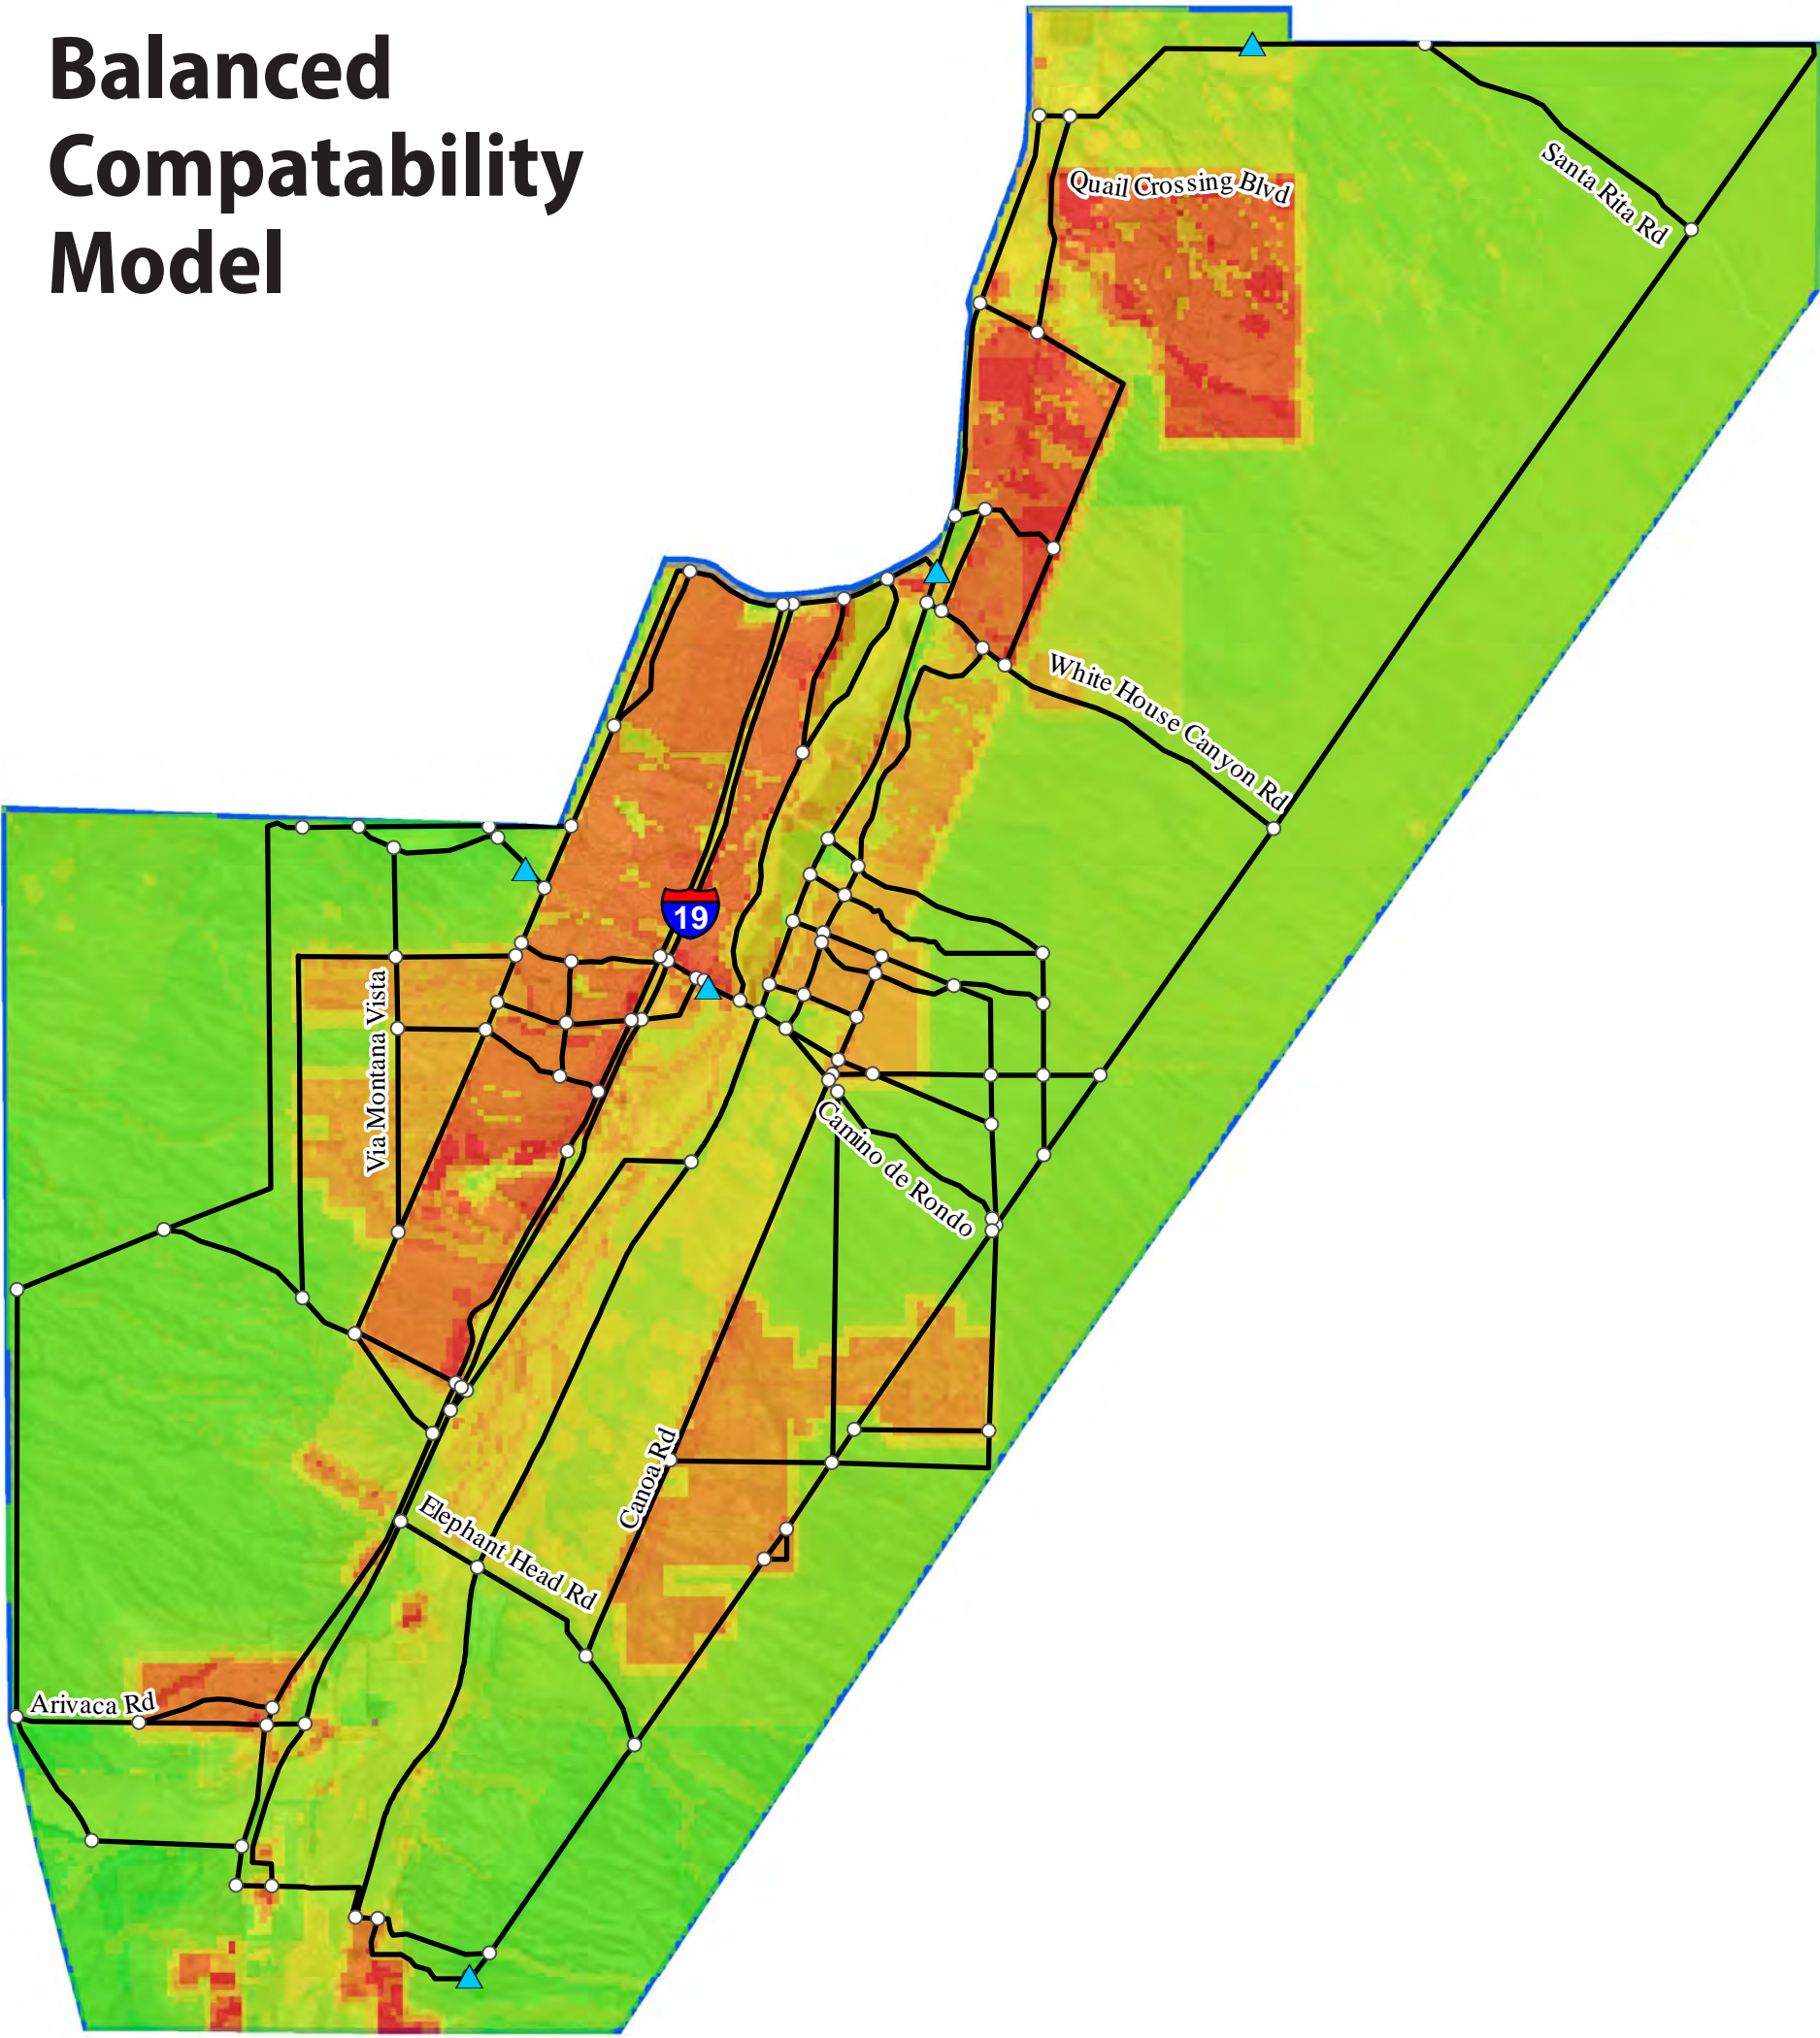 Balanced
Compatability
Model
Santa Rita Rd
Quail Crossing Blvd
White House Canyon Rd
19
Via Montana Vista
Camino de Rondo
Canoa Rd
Elephant Head Rd
Arivaca Rd